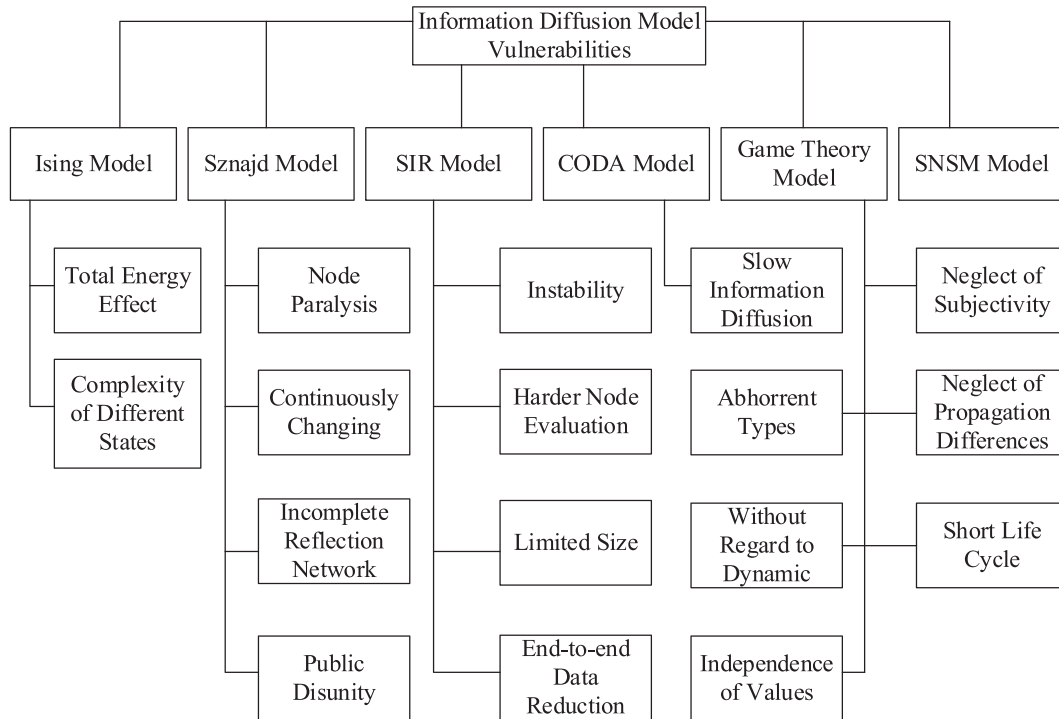 Information Diffusion Model
Vulnerabilities
Ising Model
Sznajd Model
SIR Model
CODA Model
Game Theory
Model
SNSM Model
Total Energy
Effect
Node
Paralysis
Instability
Slow
Information
Diffusion
Neglect of
Subjectivity
Complexity
of Different
States
Continuously
Changing
Harder Node
Evaluation
Abhorrent
Types
Neglect of
Propagation
Differences
Incomplete
Reflection
Network
Limited Size
Without
Regard to
Dynamic
Short Life
Cycle
Public
Disunity
End-to-end
Data
Reduction
Independence
of Values